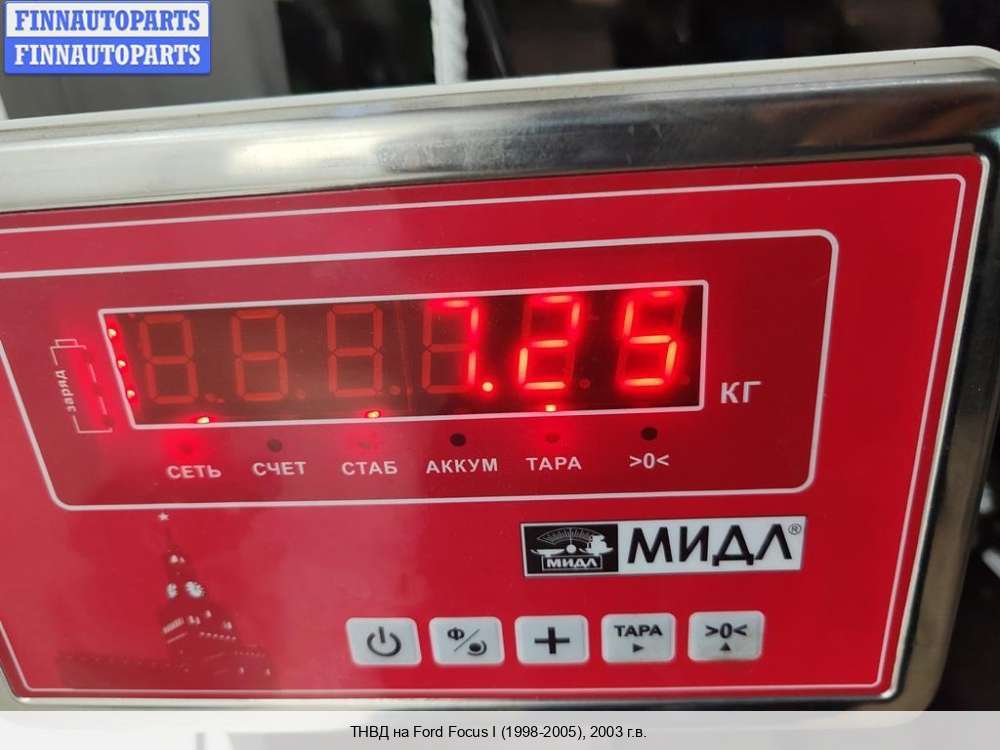 FINNAUTOPARTS
FINNAUTOPARTS
7.25
заряд
КГ
СЕТЬ СЧЕТ СТАБ АККУМ ТАРА >0<
МИДЛ МИДЛ®
Ф ТАРА >0<
ТНВД на Ford Focus I (1998-2005), 2003 г.в.